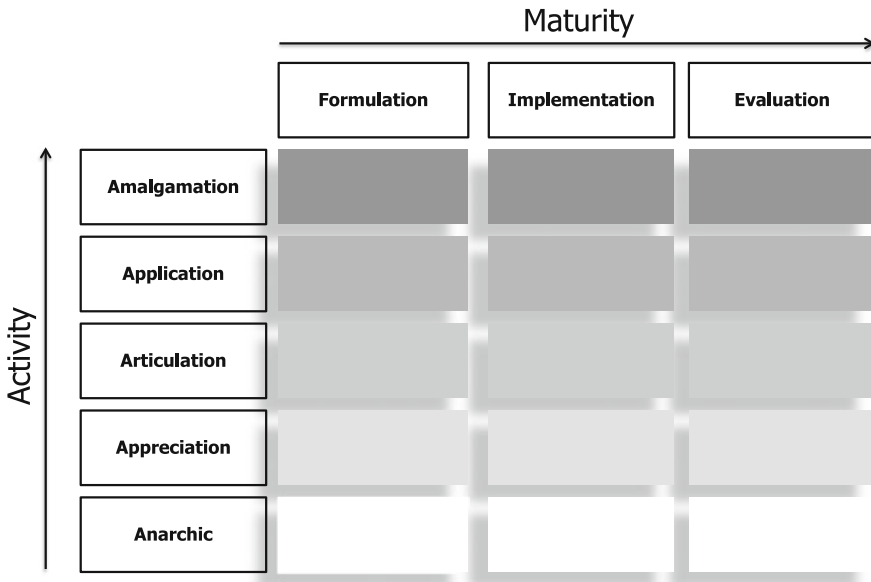 Maturity
Formulation
Implementation
Evaluation
Activity
Amalgamation
Application
Articulation
Appreciation
Anarchic